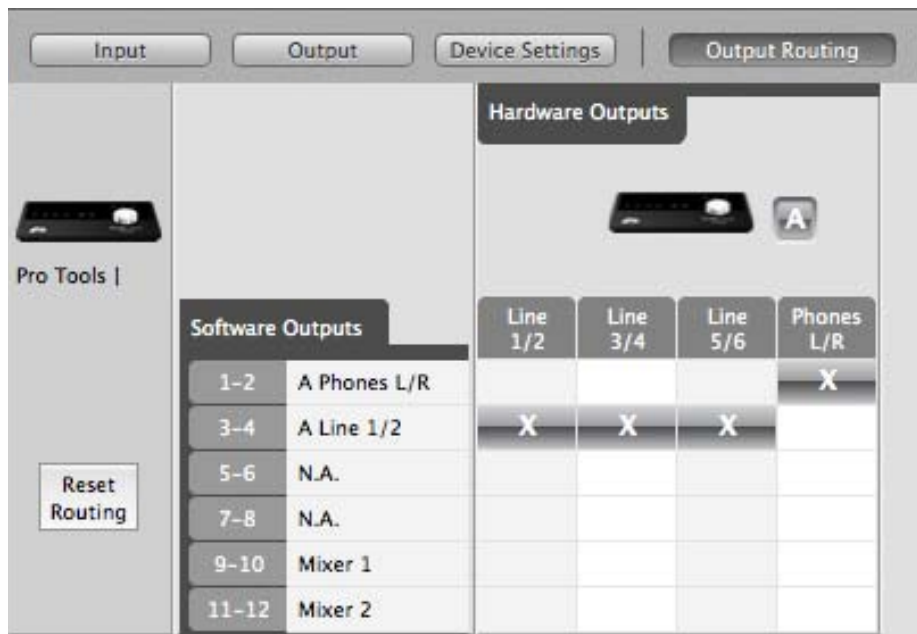 Input Output Device Settings Output Routing
Hardware Outputs
A
Pro Tools |
Software Outputs
Line 1/2
Line 3/4
Line 5/6
Phones L/R
1-2 A Phones L/R X
3-4 A Line 1/2 X X X
5-6 N.A.
7-8 N.A.
9-10 Mixer 1
11-12 Mixer 2
Reset
Routing